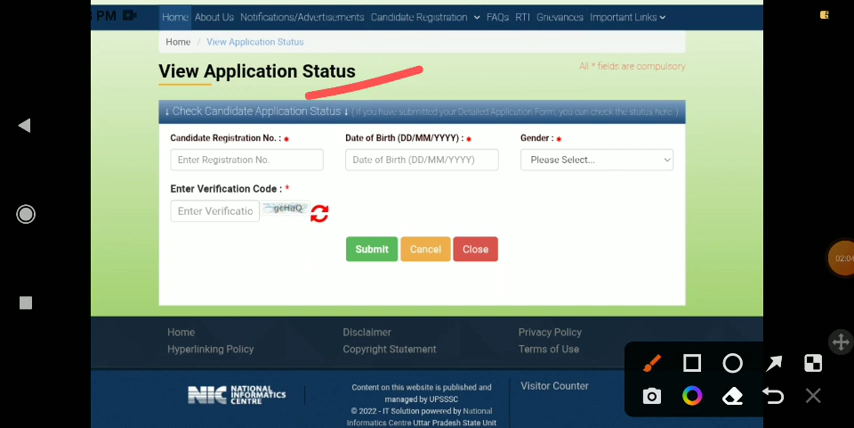 PM
Home About Us Notifications/Advertisements Candidate Registration FAQs RTI Grievances Important Links
Home / View Application Status
View Application Status
All * fields are compulsory
↓ Check Candidate Application Status ↓ ( if you have submitted your Detailed Application Form, you can check the status here. )
Candidate Registration No. : * Date of Birth (DD/MM/YYYY) : * Gender : *
Enter Registration No. Date of Birth (DD/MM/YYYY) Please Select...
Enter Verification Code : *
Enter Verificatio
Submit Cancel Close
Home Disclaimer Privacy Policy
Hyperlinking Policy Copyright Statement Terms of Use
NIC NATIONAL INFORMATICS CENTRE
Content on this website is published and
managed by UPSSSC
© 2022 - IT Solution powered by National
Informatics Centre Uttar Pradesh State Unit
Visitor Counter
02:04